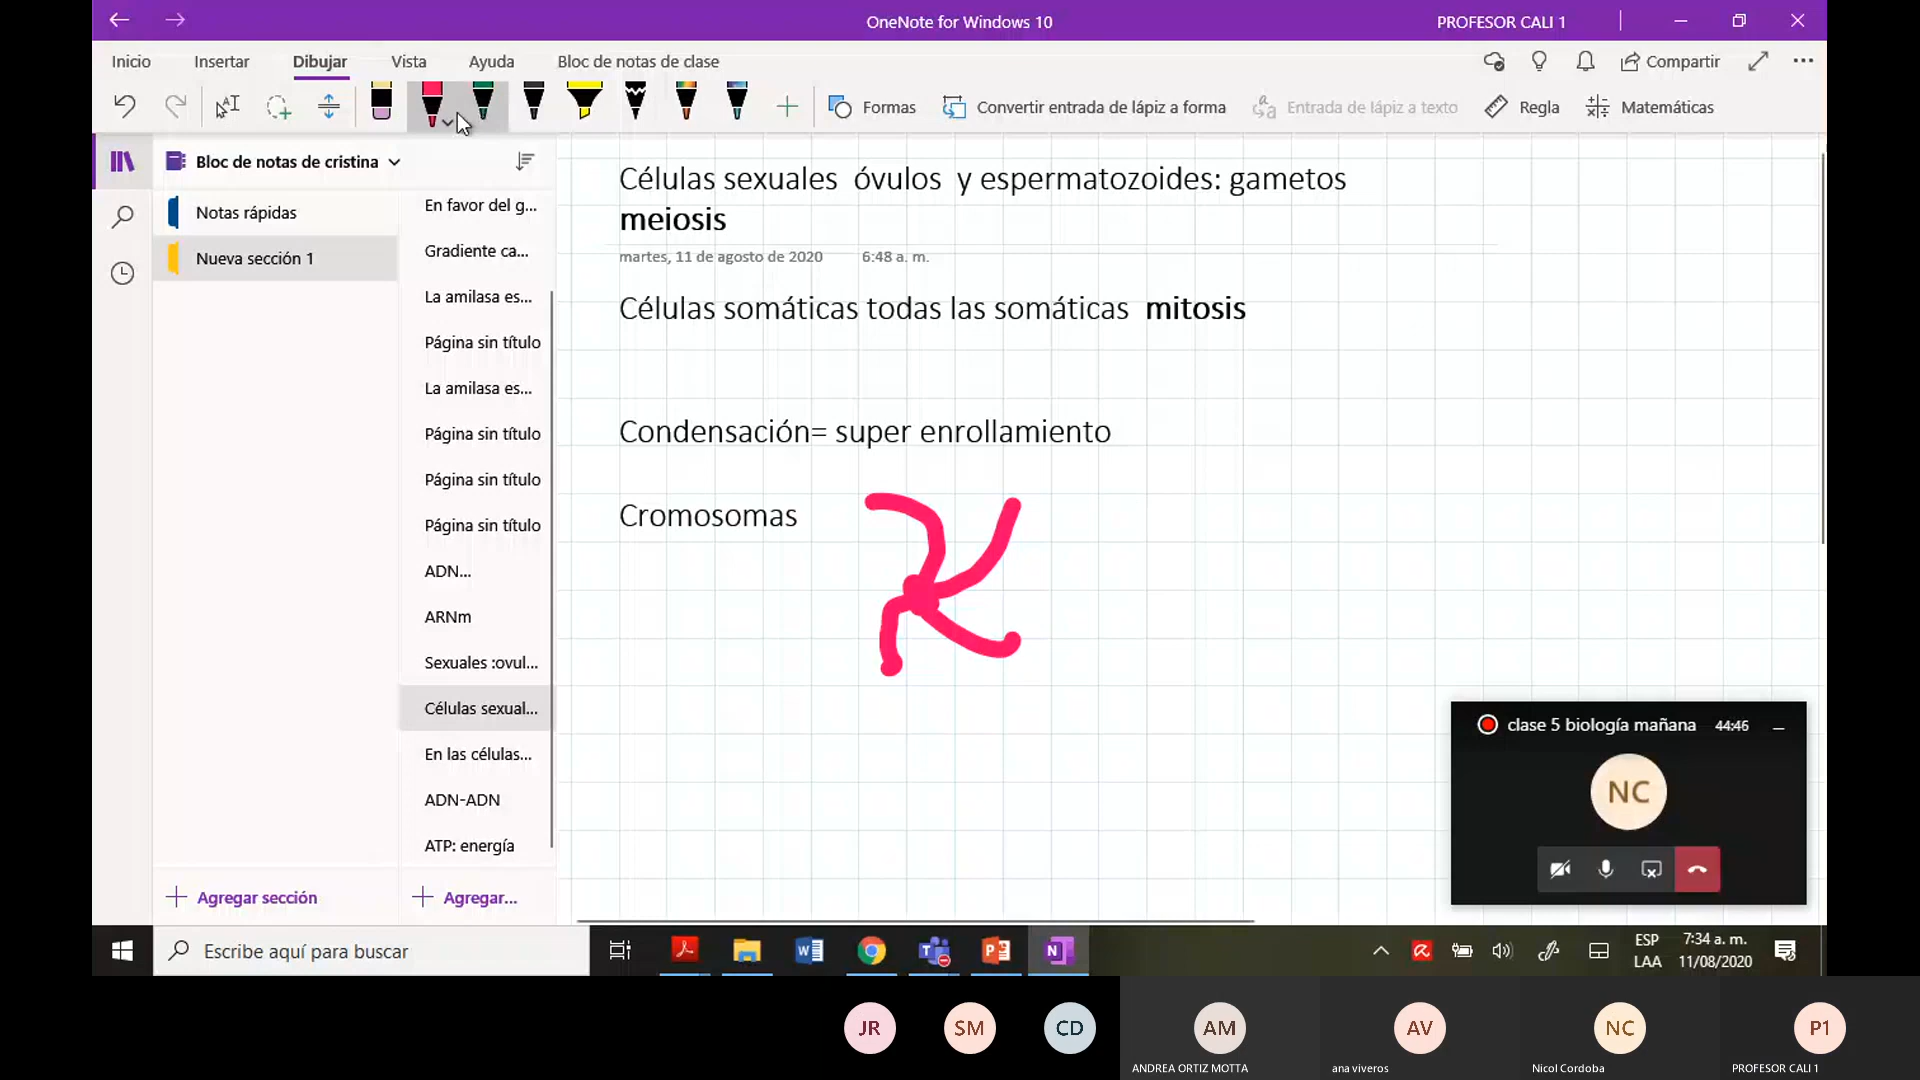 OneNote for Windows 10
PROFESOR CALI 1
Inicio
Insertar
Dibujar
Vista
Ayuda
Bloc de notas de clase
Compartir
Formas
Convertir entrada de lápiz a forma
Entrada de lápiz a texto
Regla
Matemáticas
Bloc de notas de cristina
Notas rápidas
Nueva sección 1
Agregar sección
En favor del g...
Gradiente ca...
La amilasa es...
Página sin título
La amilasa es...
Página sin título
Página sin título
Página sin título
ADN...
ARNm
Sexuales :ovul...
Células sexual...
En las células...
ADN-ADN
ATP: energía
Agregar...
Células sexuales óvulos y espermatozoides: gametos
meiosis
martes, 11 de agosto de 2020 6:48 a. m.
Células somáticas todas las somáticas mitosis
Condensación= super enrollamiento
Cromosomas
clase 5 biología mañana 44:46
NC
Escribe aquí para buscar
ESP
LAA
7:34 a. m.
11/08/2020
JR
SM
CD
AM
ANDREA ORTIZ MOTTA
AV
ana viveros
NC
Nicol Cordoba
P1
PROFESOR CALI 1